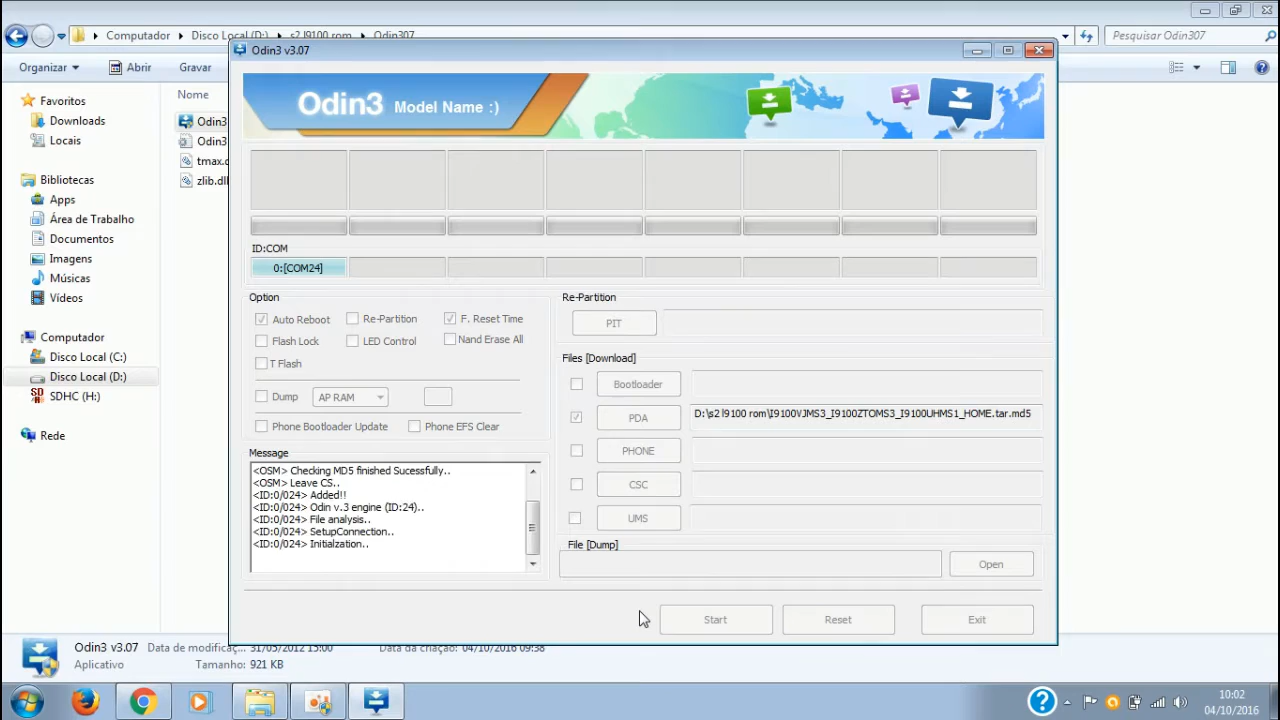 Computador
Disco Local (D:)
s2 I9100 rom
Odin307
Pesquisar Odin307
Odin3 v3.07
Organizar
Abrir
Gravar
Nome
Favoritos
Downloads
Locais
Bibliotecas
Apps
Área de Trabalho
Documentos
Imagens
Músicas
Vídeos
Computador
Disco Local (C:)
Disco Local (D:)
SDHC (H:)
Rede
Odin3
Odin3
tmax.d
zlib.dll
Odin3 Model Name :)
ID:COM
0:[COM24]
Option
Auto Reboot
Re-Partition
F. Reset Time
Flash Lock
LED Control
Nand Erase All
T Flash
Dump
AP RAM
Phone Bootloader Update
Phone EFS Clear
Message
<OSM> Checking MD5 finished Sucessfully..
<OSM> Leave CS..
<ID:0/024> Added!!
<ID:0/024> Odin v.3 engine (ID:24)..
<ID:0/024> File analysis..
<ID:0/024> SetupConnection..
<ID:0/024> Initialzation..
Re-Partition
PIT
Files [Download]
Bootloader
PDA
D:\s2 I9100 rom\I9100VJMS3_I9100ZTOMS3_I9100UHMS1_HOME.tar.md5
PHONE
CSC
UMS
File [Dump]
Open
Start
Reset
Exit
Odin3 v3.07
Data de modificaç... 31/05/2012 15:00
Data da criação: 04/10/2016 09:38
Aplicativo
Tamanho: 921 KB
10:02
04/10/2016